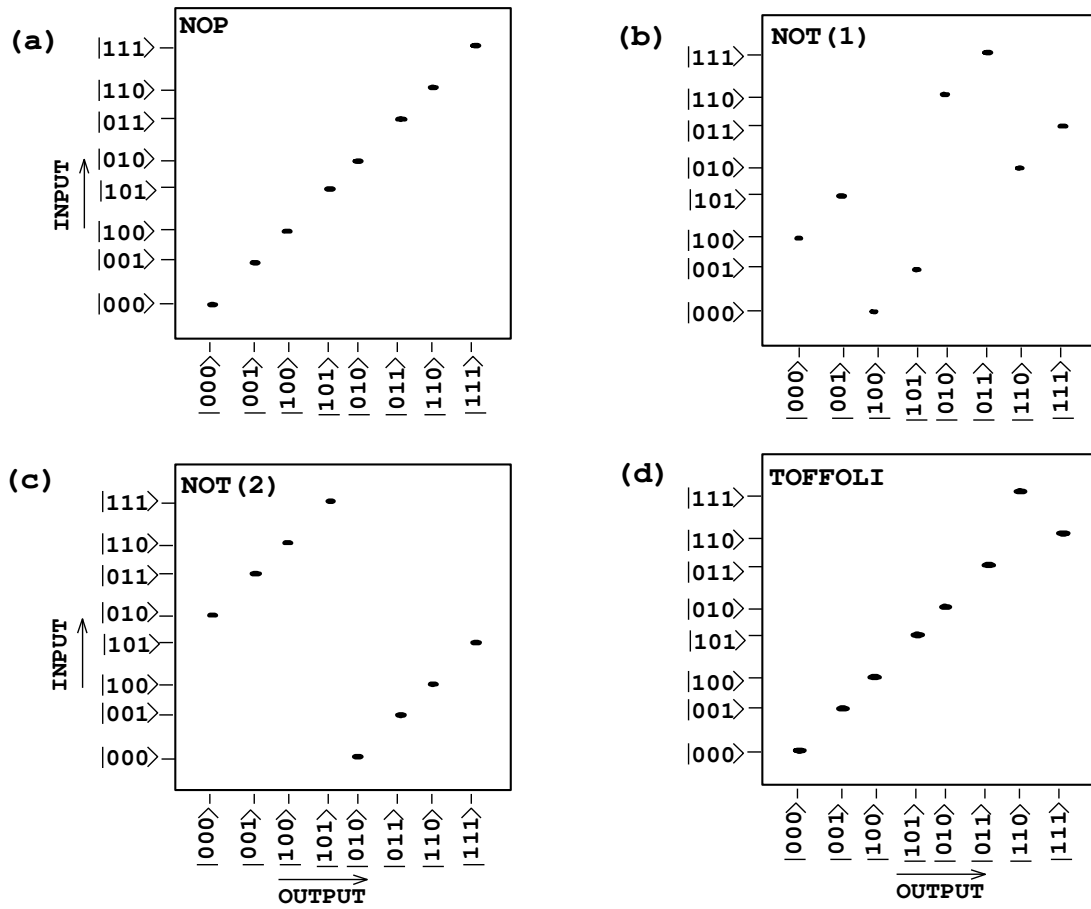 (a)
NOP
|111⟩
|110⟩
|011⟩
|010⟩
|101⟩
|100⟩
|001⟩
|000⟩
INPUT
|000⟩ |001⟩ |100⟩ |101⟩ |010⟩ |011⟩ |110⟩ |111⟩
(b)
NOT(1)
|111⟩
|110⟩
|011⟩
|010⟩
|101⟩
|100⟩
|001⟩
|000⟩
|000⟩ |001⟩ |100⟩ |101⟩ |010⟩ |011⟩ |110⟩ |111⟩
(c)
NOT(2)
|111⟩
|110⟩
|011⟩
|010⟩
|101⟩
|100⟩
|001⟩
|000⟩
INPUT
|000⟩ |001⟩ |100⟩ |101⟩ |010⟩ |011⟩ |110⟩ |111⟩
OUTPUT
(d)
TOFFOLI
|111⟩
|110⟩
|011⟩
|010⟩
|101⟩
|100⟩
|001⟩
|000⟩
|000⟩ |001⟩ |100⟩ |101⟩ |010⟩ |011⟩ |110⟩ |111⟩
OUTPUT